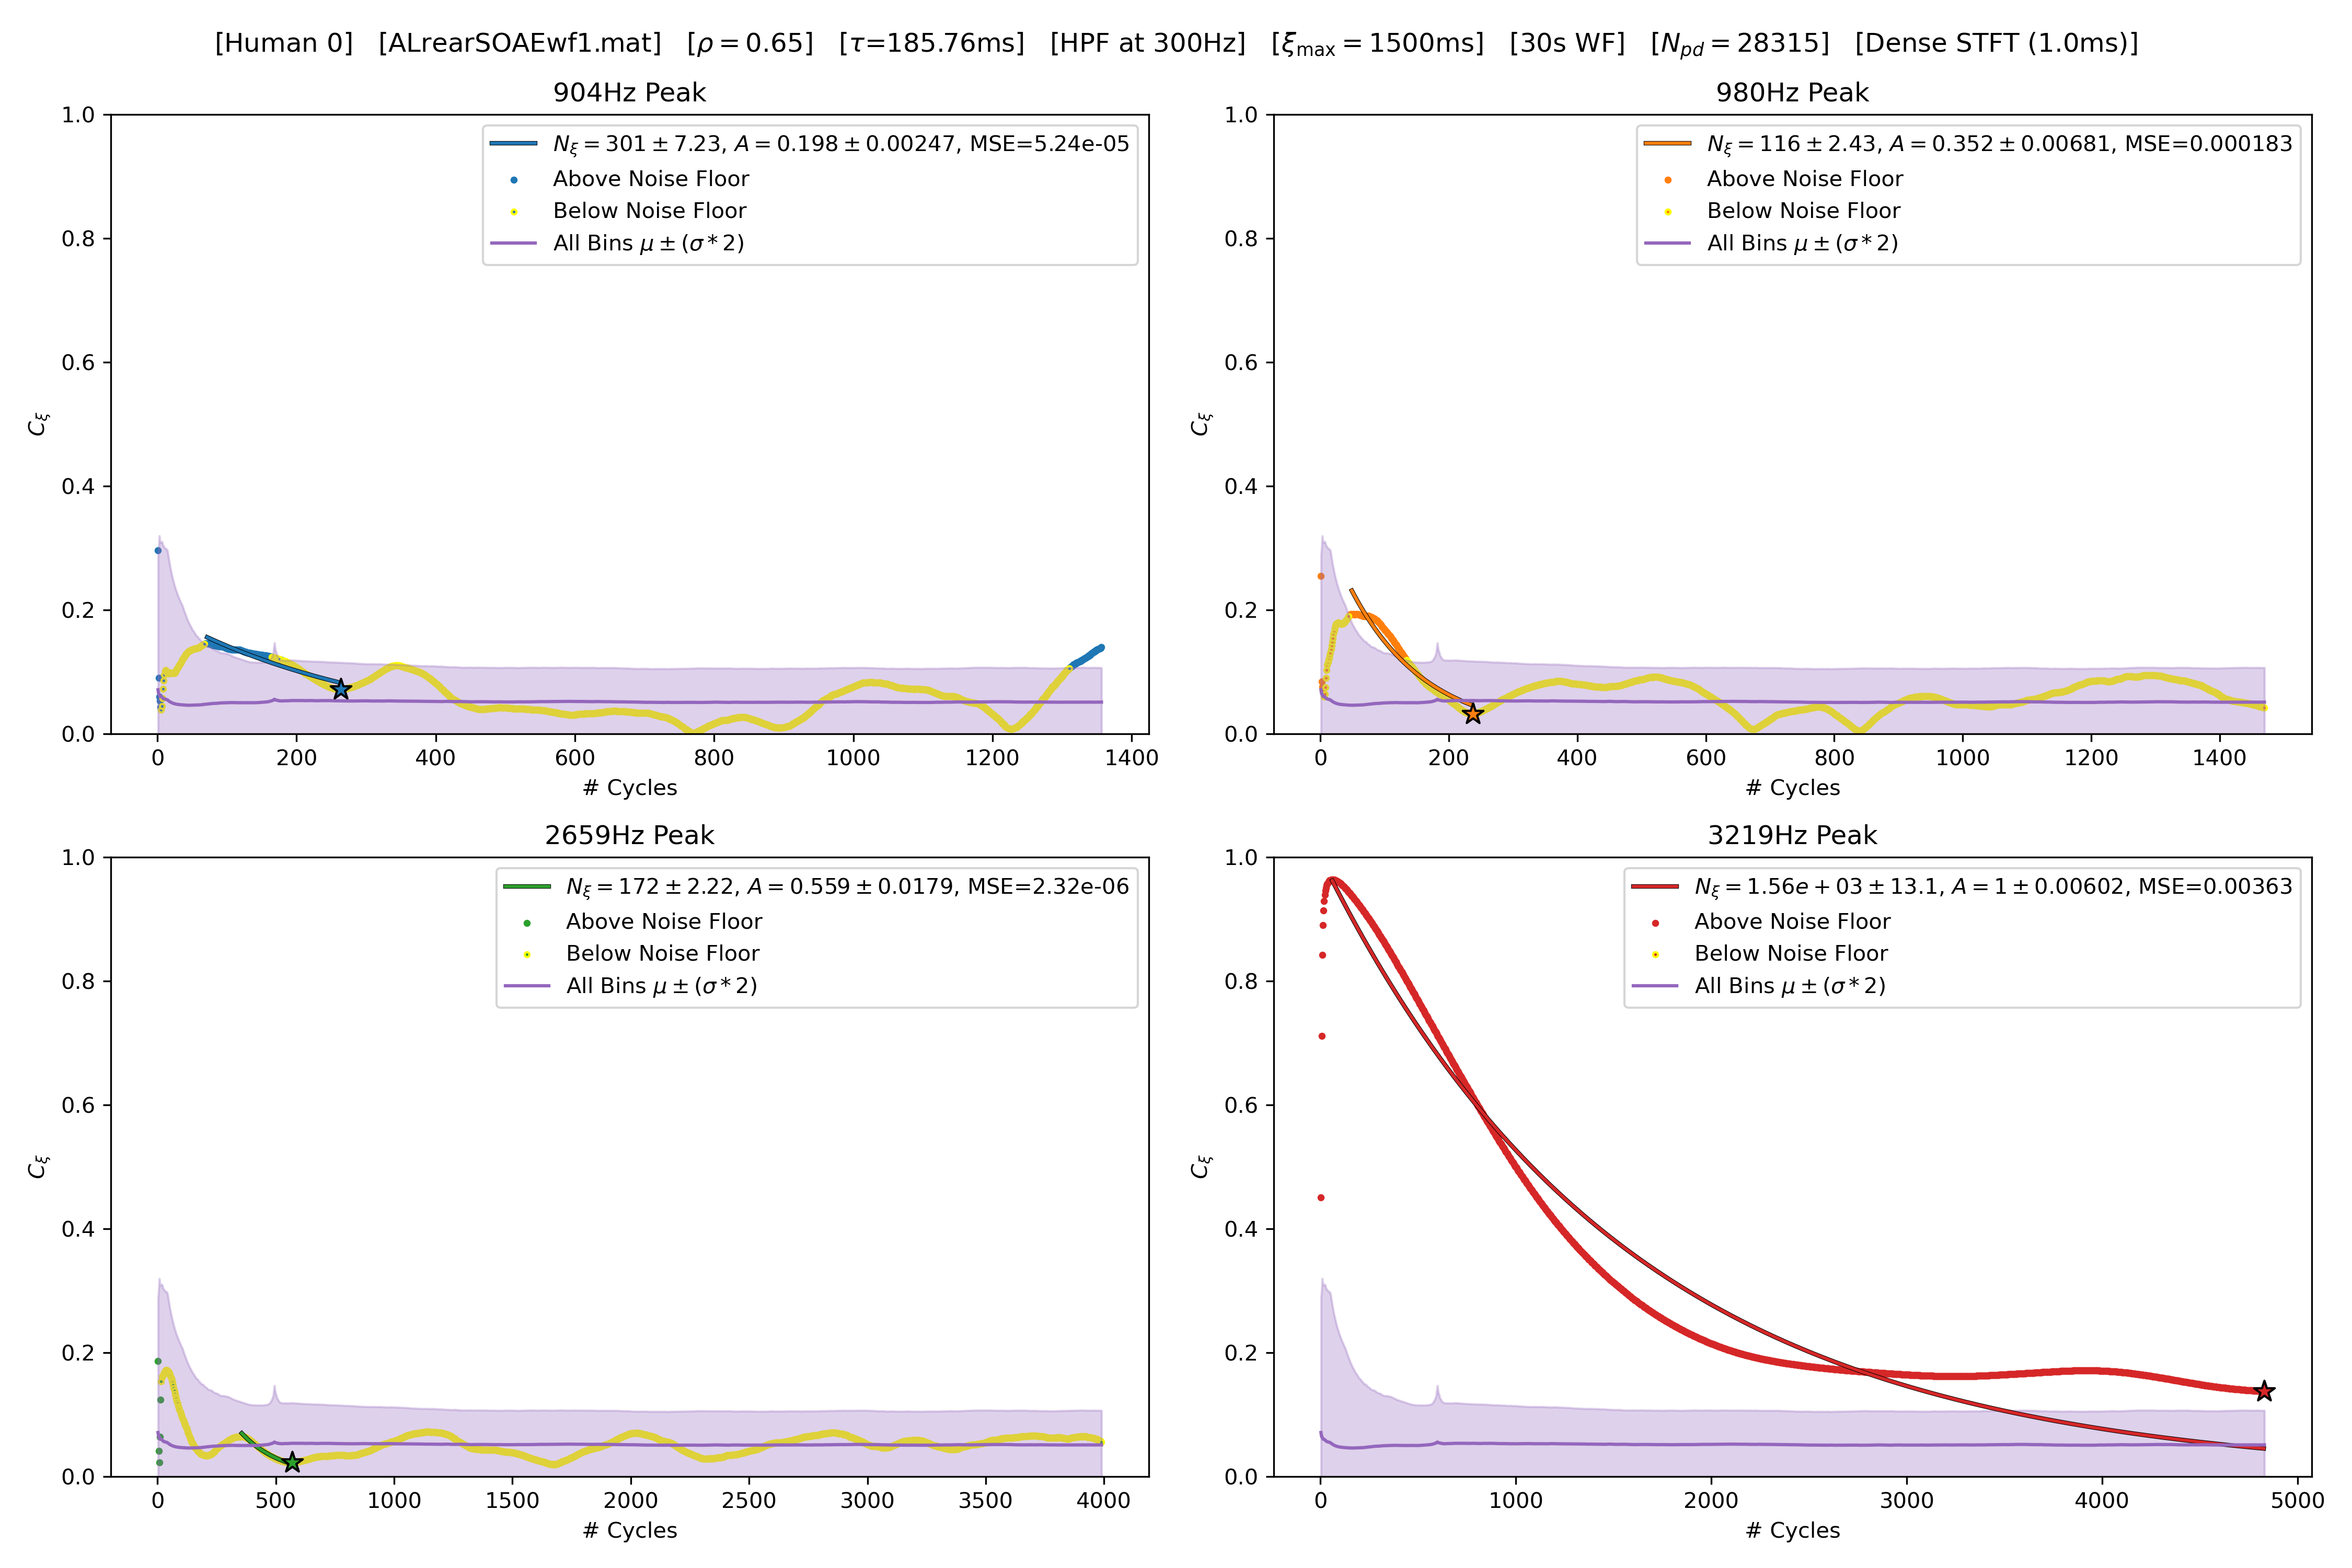 [Human 0] [ALrearSOAEwf1.mat] [ρ = 0.65] [τ=185.76ms] [HPF at 300Hz] [ξmax = 1500ms] [30s WF] [Npd = 28315] [Dense STFT (1.0ms)]
904Hz Peak
1.0
0.8
0.6
0.4
0.2
0.0
Cξ
Nξ = 301 ± 7.23, A = 0.198 ± 0.00247, MSE=5.24e-05
Above Noise Floor
Below Noise Floor
All Bins μ ± (σ * 2)
0 200 400 600 800 1000 1200 1400
# Cycles
980Hz Peak
1.0
0.8
0.6
0.4
0.2
0.0
Cξ
Nξ = 116 ± 2.43, A = 0.352 ± 0.00681, MSE=0.000183
Above Noise Floor
Below Noise Floor
All Bins μ ± (σ * 2)
0 200 400 600 800 1000 1200 1400
# Cycles
2659Hz Peak
1.0
0.8
0.6
0.4
0.2
0.0
Cξ
Nξ = 172 ± 2.22, A = 0.559 ± 0.0179, MSE=2.32e-06
Above Noise Floor
Below Noise Floor
All Bins μ ± (σ * 2)
0 500 1000 1500 2000 2500 3000 3500 4000
# Cycles
3219Hz Peak
1.0
0.8
0.6
0.4
0.2
0.0
Cξ
Nξ = 1.56e + 03 ± 13.1, A = 1 ± 0.00602, MSE=0.00363
Above Noise Floor
Below Noise Floor
All Bins μ ± (σ * 2)
0 1000 2000 3000 4000 5000
# Cycles